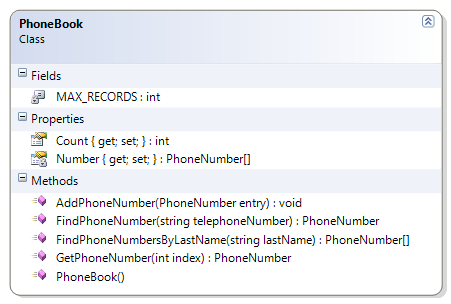 PhoneBook
Class
Fields
MAX_RECORDS : int
Properties
Count { get; set; } : int
Number { get; set; } : PhoneNumber[]
Methods
AddPhoneNumber(PhoneNumber entry) : void
FindPhoneNumber(string telephoneNumber) : PhoneNumber
FindPhoneNumbersByLastName(string lastName) : PhoneNumber[]
GetPhoneNumber(int index) : PhoneNumber
PhoneBook()